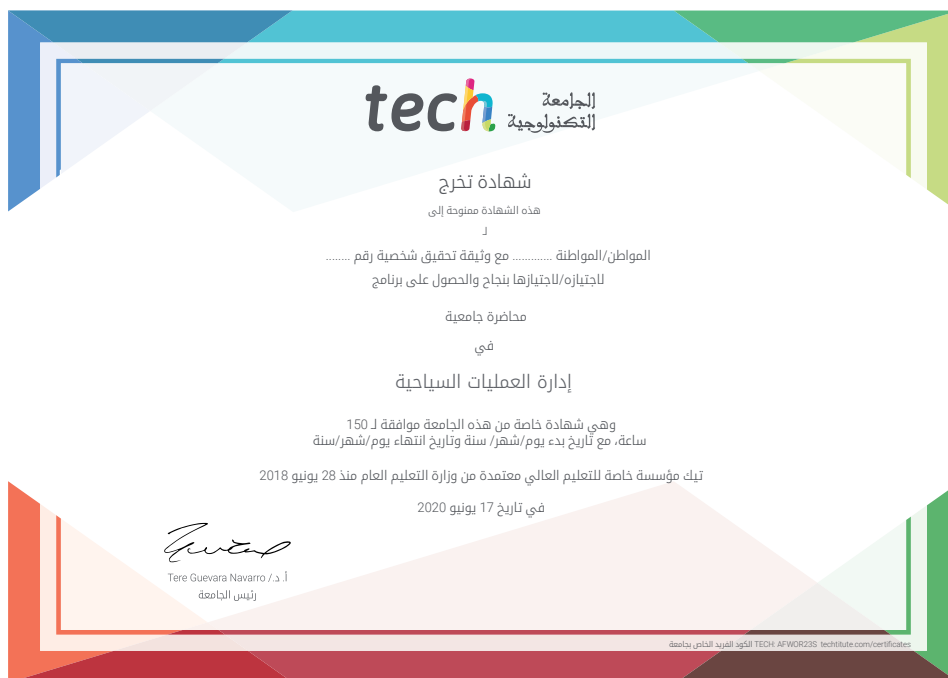 tech الجامعة
التكنولوجية
شهادة تخرج
هذه الشهادة ممنوحة إلى
لـ
المواطن/المواطنة ............ مع وثيقة تحقيق شخصية رقم ........
لاجتيازه/لاجتيازها بنجاح والحصول على برنامج
محاضرة جامعية
في
إدارة العمليات السياحية
وهي شهادة خاصة من هذه الجامعة موافقة لـ 150
ساعة، مع تاريخ بدء يوم/شهر/ سنة وتاريخ انتهاء يوم/شهر/سنة
تيك مؤسسة خاصة للتعليم العالي معتمدة من وزارة التعليم العام منذ 28 يونيو 2018
في تاريخ 17 يونيو 2020
أ. د./ Tere Guevara Navarro
رئيس الجامعة
الكود الفريد الخاص بجامعة TECH: AFWOR23S techtitute.com/certificates